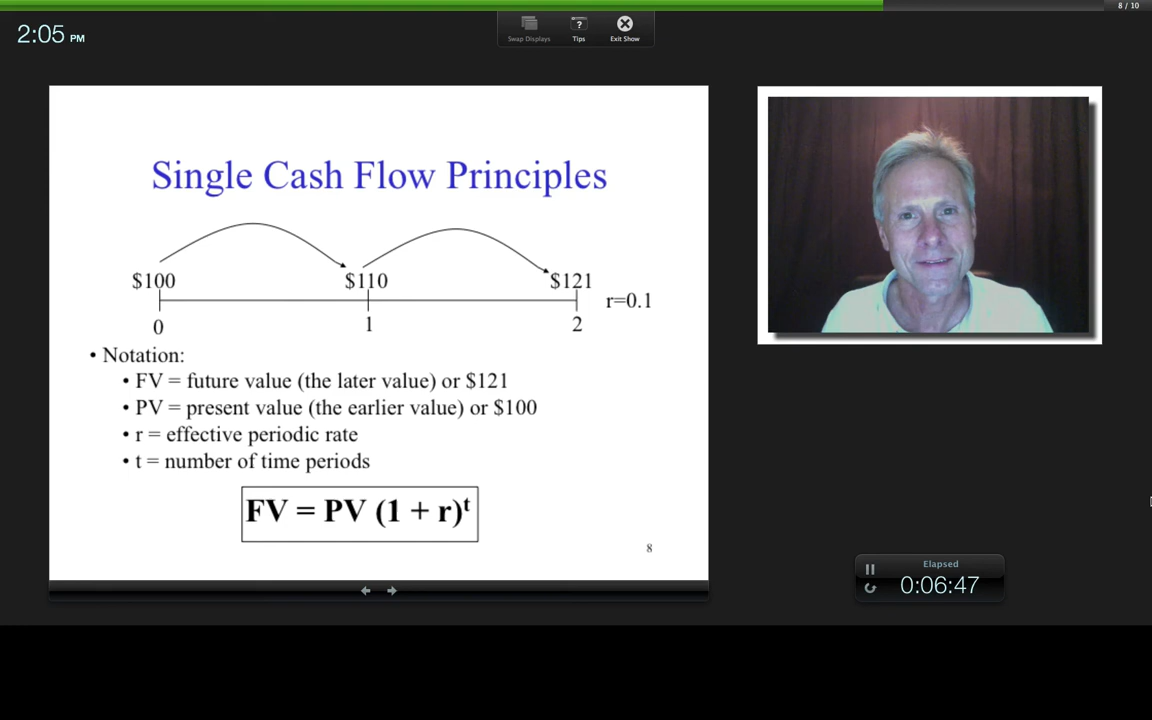 8 / 10
2:05 PM
Swap Displays Tips Exit Show
Single Cash Flow Principles
$100 $110 $121
r=0.1
0 1 2
• Notation:
• FV = future value (the later value) or $121
• PV = present value (the earlier value) or $100
• r = effective periodic rate
• t = number of time periods
FV = PV (1 + r)ᵗ
8
Elapsed
0:06:47